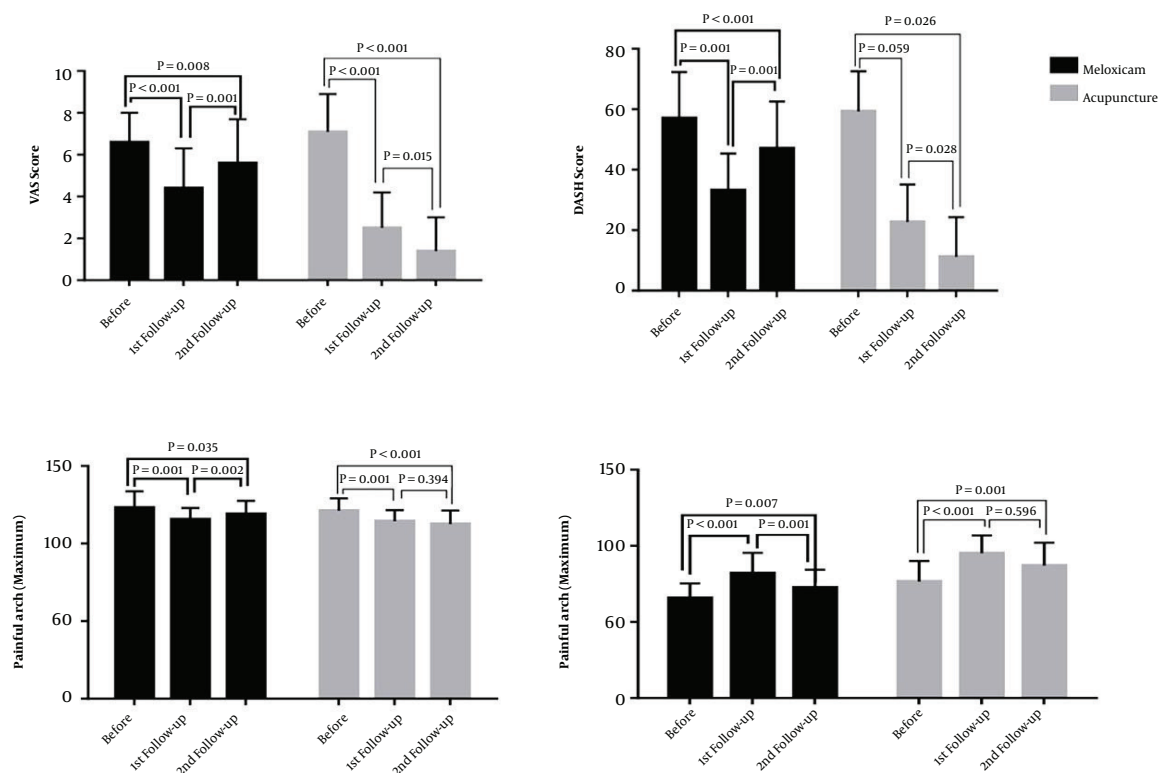 P < 0.001
P = 0.008
P < 0.001
P = 0.001
P < 0.001
P = 0.015
10
8
6
4
2
0
VAS Score
Before
1st Follow-up
2nd Follow-up
Before
1st Follow-up
2nd Follow-up
P < 0.001
P = 0.001
P = 0.001
P = 0.026
P = 0.059
P = 0.028
80
60
40
20
0
DASH Score
Before
1st Follow-up
2nd Follow-up
Before
1st Follow-up
2nd Follow-up
Meloxicam
Acupuncture
P = 0.035
P = 0.001
P = 0.002
P < 0.001
P = 0.001
P = 0.394
150
100
60
0
Painful arch (Maximum)
Before
1st Follow-up
2nd Follow-up
Before
1st Follow-up
2nd Follow-up
P = 0.007
P < 0.001
P = 0.001
P = 0.001
P < 0.001
P = 0.596
150
100
60
0
Painful arch (Maximum)
Before
1st Follow-up
2nd Follow-up
Before
1st Follow-up
2nd Follow-up